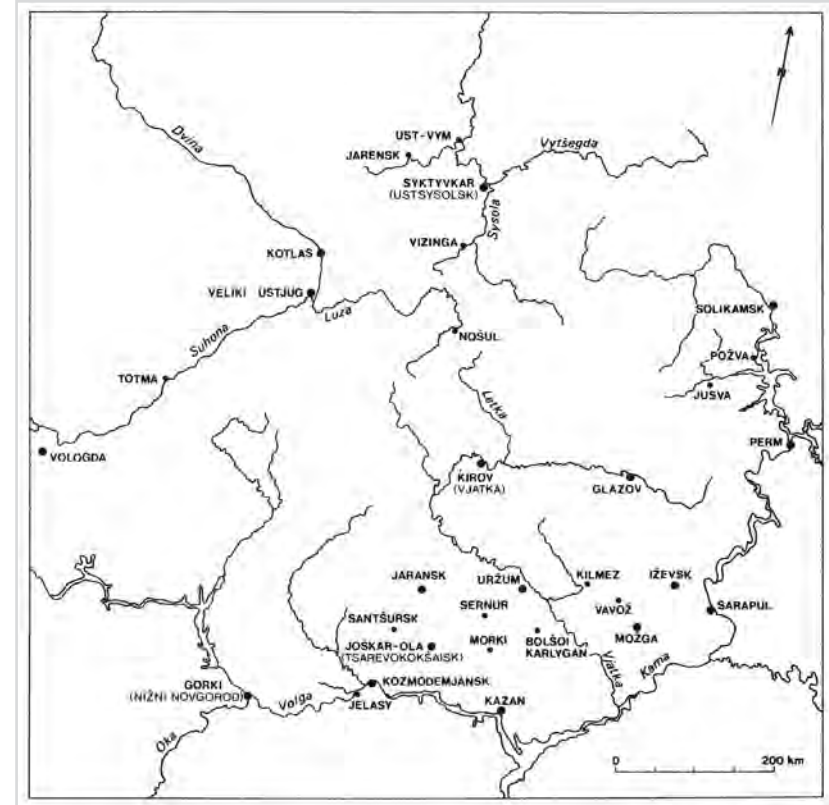 N
Dvina
UST-VYM
JARENSK
Vytšegda
SYKTYVKAR
(USTSYSOLSK)
Sysola
VIZINGA
KOTLAS
VELIKI USTJUG
Luza
SOLIKAMSK
Suhona
NOŠUL
POŽVA
TOTMA
JUSVA
Letka
PERM
VOLOGDA
KIROV
(VJATKA)
GLAZOV
JARANSK
URŽUM
KILMEZ
IŽEVSK
SERNUR
VAVOŽ
SARAPUL
SANTŠURSK
MOZGA
JOŠKAR-OLA
(TSAREVOKOKŠAISK)
MORKI
BOLŠOI
KARLYGAN
Vjatka
Kama
KOZMODEMJANSK
GORKI
(NIŽNI NOVGOROD)
Volga
JELASY
KAZAN
Oka
0 200 km